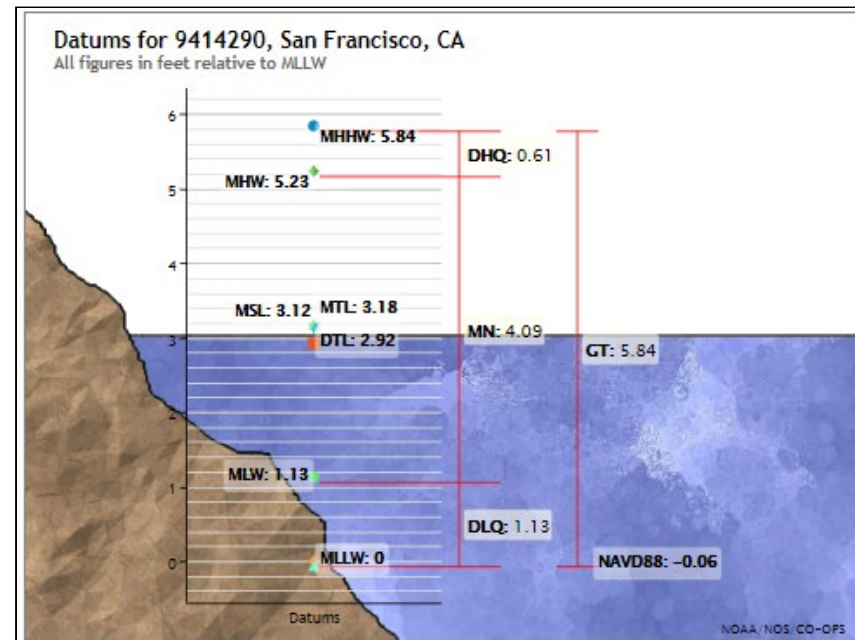 Datums for 9414290, San Francisco, CA
All figures in feet relative to MLLW
6
MHHW: 5.84
DHQ: 0.61
MHW: 5.23
5
4
MSL: 3.12 MTL: 3.18
MN: 4.09
3
DTL: 2.92
GT: 5.84
2
MLW: 1.13
1
DLQ: 1.13
0
MLLW: 0
NAVD88: −0.06
Datums
NOAA/NOS/CO-OPS